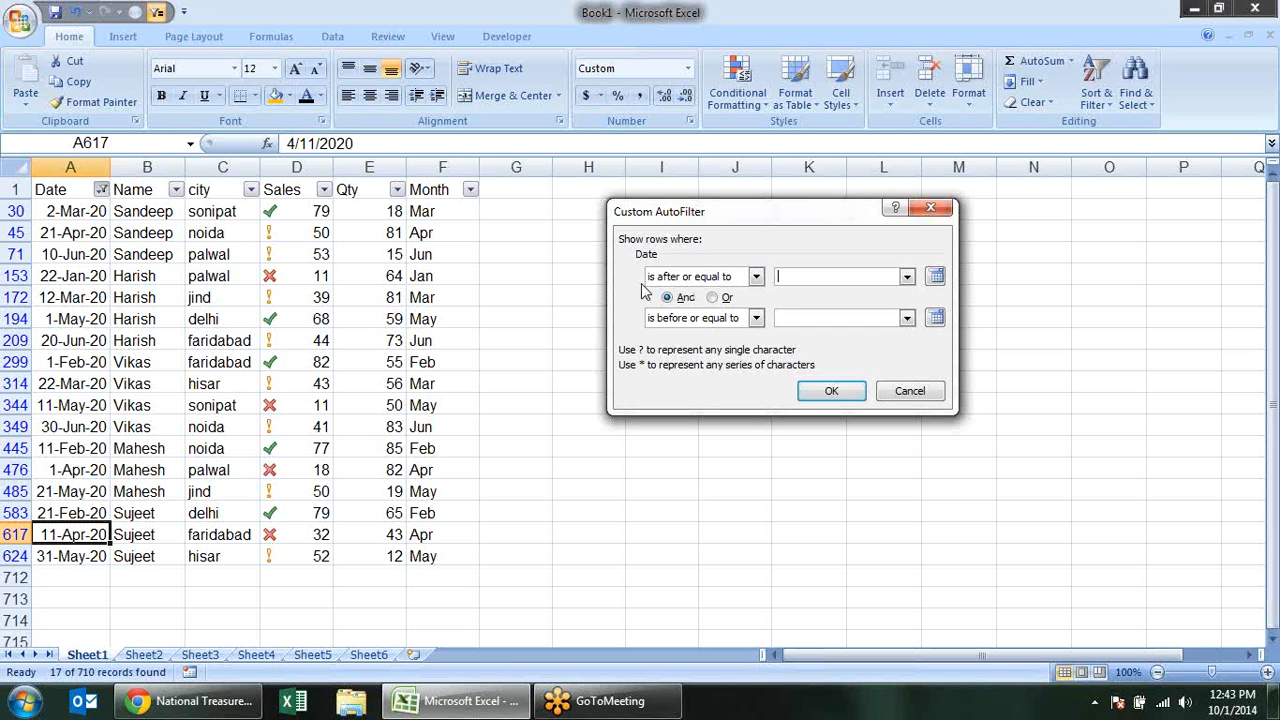 Book1 - Microsoft Excel
Home Insert Page Layout Formulas Data Review View Developer
Paste
Cut
Copy
Format Painter
Clipboard
Arial 12
B I U
Font
Wrap Text
Merge & Center
Alignment
Custom
$ % ,
Number
Conditional Formatting
Format as Table
Cell Styles
Styles
Insert Delete Format
Cells
AutoSum
Fill
Clear
Sort & Filter
Find & Select
Editing
A617 fx 4/11/2020
A B C D E F G H I J K L M N O P Q
1 Date Name city Sales Qty Month
30 2-Mar-20 Sandeep sonipat 79 18 Mar
45 21-Apr-20 Sandeep noida 50 81 Apr
71 10-Jun-20 Sandeep palwal 53 15 Jun
153 22-Jan-20 Harish palwal 11 64 Jan
172 12-Mar-20 Harish jind 39 81 Mar
194 1-May-20 Harish delhi 68 59 May
209 20-Jun-20 Harish faridabad 44 73 Jun
299 1-Feb-20 Vikas faridabad 82 55 Feb
314 22-Mar-20 Vikas hisar 43 56 Mar
344 11-May-20 Vikas sonipat 11 50 May
349 30-Jun-20 Vikas noida 41 83 Jun
445 11-Feb-20 Mahesh noida 77 85 Feb
476 1-Apr-20 Mahesh palwal 18 82 Apr
485 21-May-20 Mahesh jind 50 19 May
583 21-Feb-20 Sujeet delhi 79 65 Feb
617 11-Apr-20 Sujeet faridabad 32 43 Apr
624 31-May-20 Sujeet hisar 52 12 May
712
713
714
715
Custom AutoFilter
Show rows where:
Date
is after or equal to
And Or
is before or equal to
Use ? to represent any single character
Use * to represent any series of characters
OK Cancel
Sheet1 Sheet2 Sheet3 Sheet4 Sheet5 Sheet6
Ready 17 of 710 records found 100%
National Treasure... Microsoft Excel - ... GoToMeeting
12:43 PM
10/1/2014